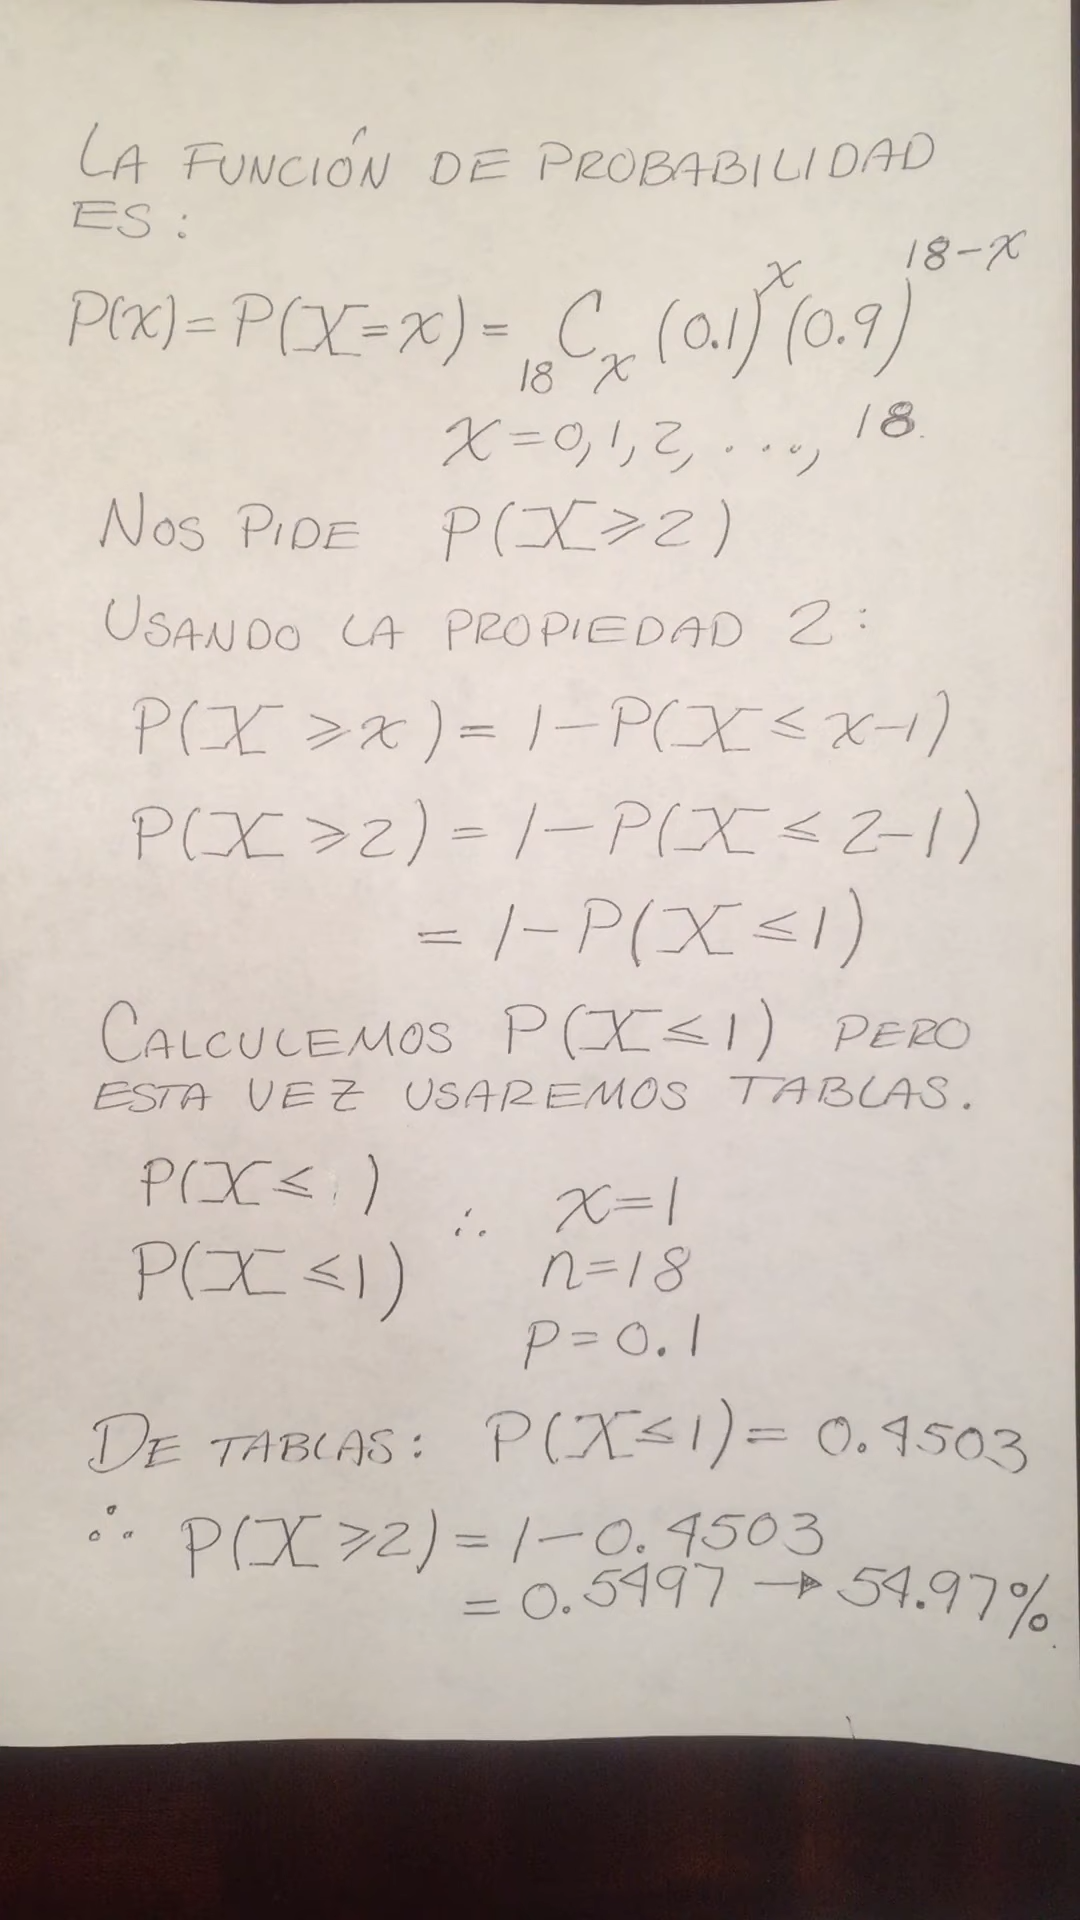 LA FUNCIÓN DE PROBABILIDAD
ES:
P(x) = P(X=x) = ₁₈Cₓ (0.1)ˣ (0.9)¹⁸⁻ˣ
x = 0, 1, 2, ..., 18.
NOS PIDE P(X≥2)
USANDO LA PROPIEDAD 2:
P(X ≥ x) = 1 - P(X ≤ x-1)
P(X ≥ 2) = 1 - P(X ≤ 2-1)
= 1 - P(X ≤ 1)
CALCULEMOS P(X ≤ 1) PERO
ESTA VEZ USAREMOS TABLAS.
P(X ≤ )
P(X ≤ 1) ∴ x = 1
n = 18
p = 0.1
DE TABLAS: P(X ≤ 1) = 0.4503
∴ P(X ≥ 2) = 1 - 0.4503
= 0.5497 → 54.97%